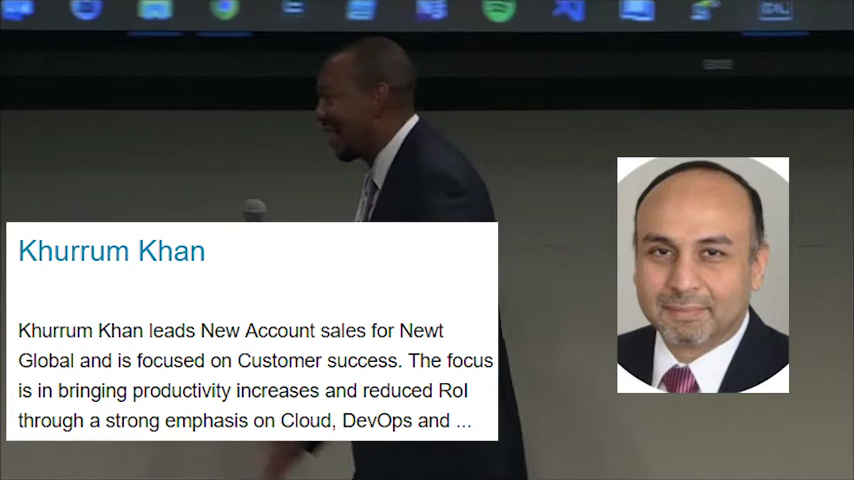 Khurrum Khan
Khurrum Khan leads New Account sales for Newt
Global and is focused on Customer success. The focus
is in bringing productivity increases and reduced RoI
through a strong emphasis on Cloud, DevOps and ...